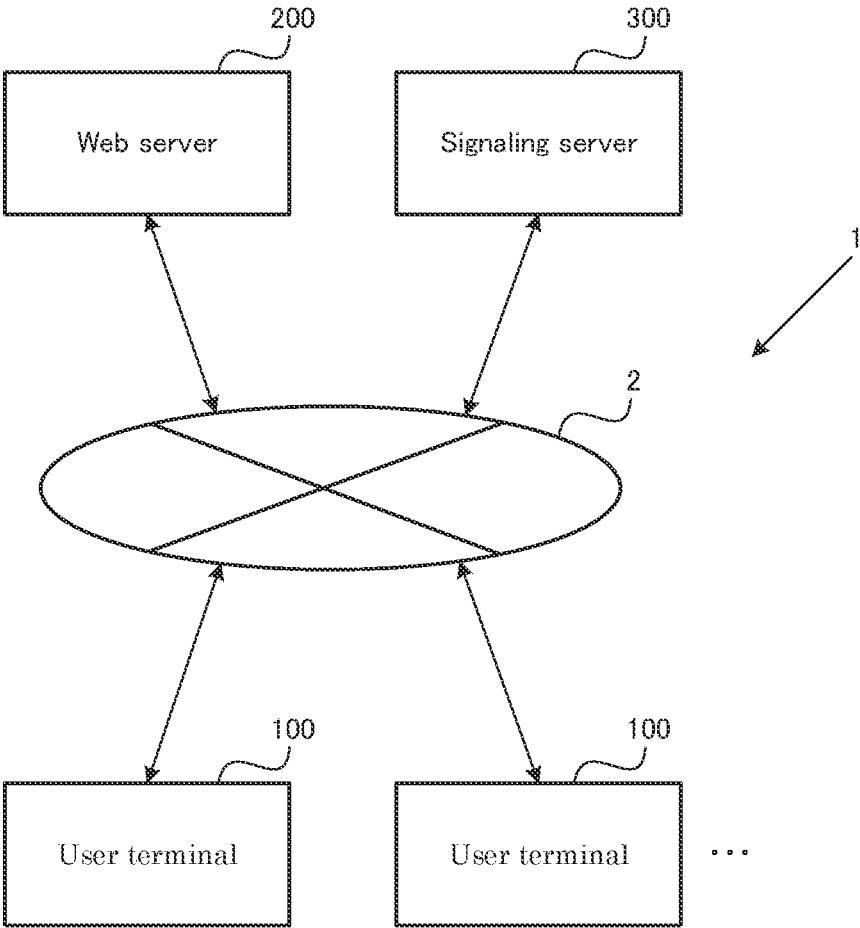 200
300
Web server
Signaling server
1
2
100
100
User terminal
User terminal
...